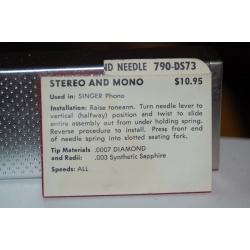 ND NEEDLE 790-DS73
STEREO AND MONO $10.95
Used in: SINGER Phono
Installation: Raise tonearm. Turn needle lever to
vertical (halfway) position and twist to slide
entire assembly out from under holding spring.
Reverse procedure to install. Press front end
of needle spring into slotted seating fork.
Tip Materials .0007 DIAMOND
and Radii: .003 Synthetic Sapphire
Speeds: ALL